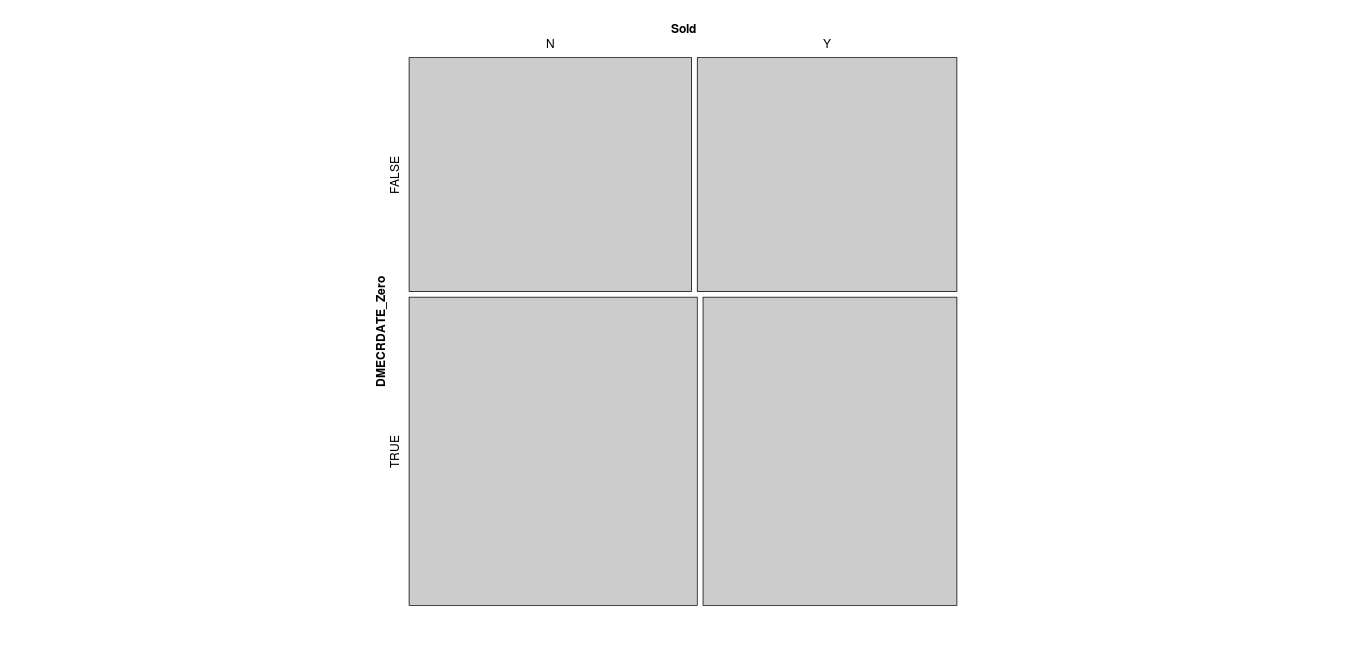 Sold
N
Y
FALSE
DMECRDATE_Zero
TRUE